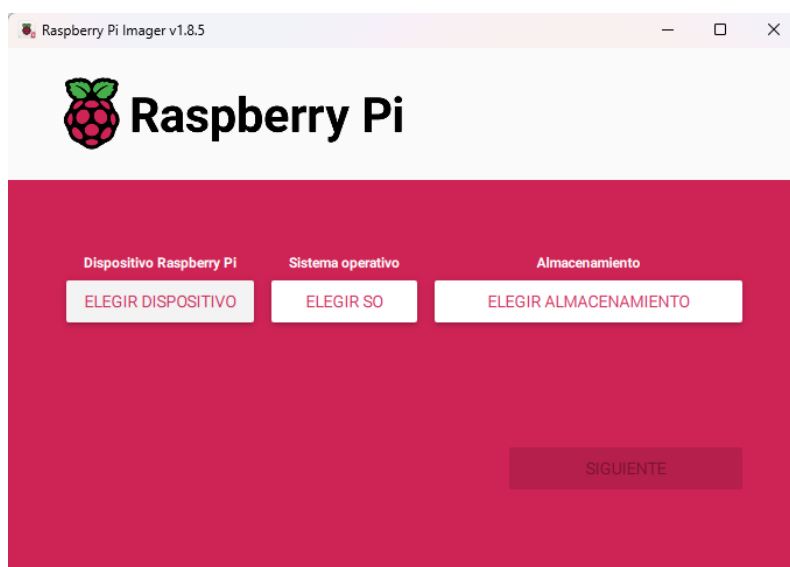 Raspberry Pi Imager v1.8.5
Raspberry Pi
Dispositivo Raspberry Pi
Sistema operativo
Almacenamiento
ELEGIR DISPOSITIVO
ELEGIR SO
ELEGIR ALMACENAMIENTO
SIGUIENTE